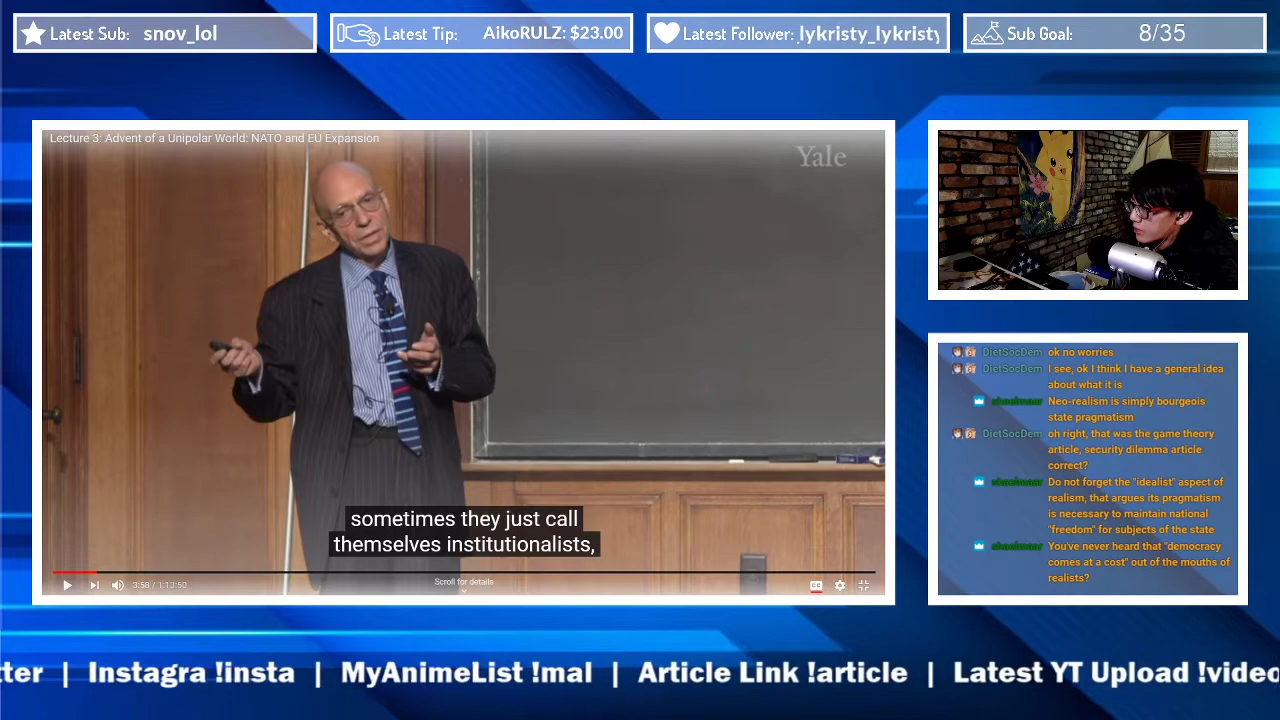 Latest Sub: snov_lol
Latest Tip: AikoRULZ: $23.00
Latest Follower: lykristy_lykristy
Sub Goal: 8/35
Lecture 3: Advent of a Unipolar World: NATO and EU Expansion
Yale
sometimes they just call
themselves institutionalists,
3:58 / 1:13:50
Scroll for details
CC
DietSocDem ok no worries
DietSocDem I see, ok I think I have a general idea
about what it is
Neo-realism is simply bourgeois
state pragmatism
DietSocDem oh right, that was the game theory
article, security dilemma article
correct?
Do not forget the "idealist" aspect of
realism, that argues its pragmatism
is necessary to maintain national
"freedom" for subjects of the state
You've never heard that "democracy
comes at a cost" out of the mouths of
realists?
tter | Instagra !insta | MyAnimeList !mal | Article Link !article | Latest YT Upload !video